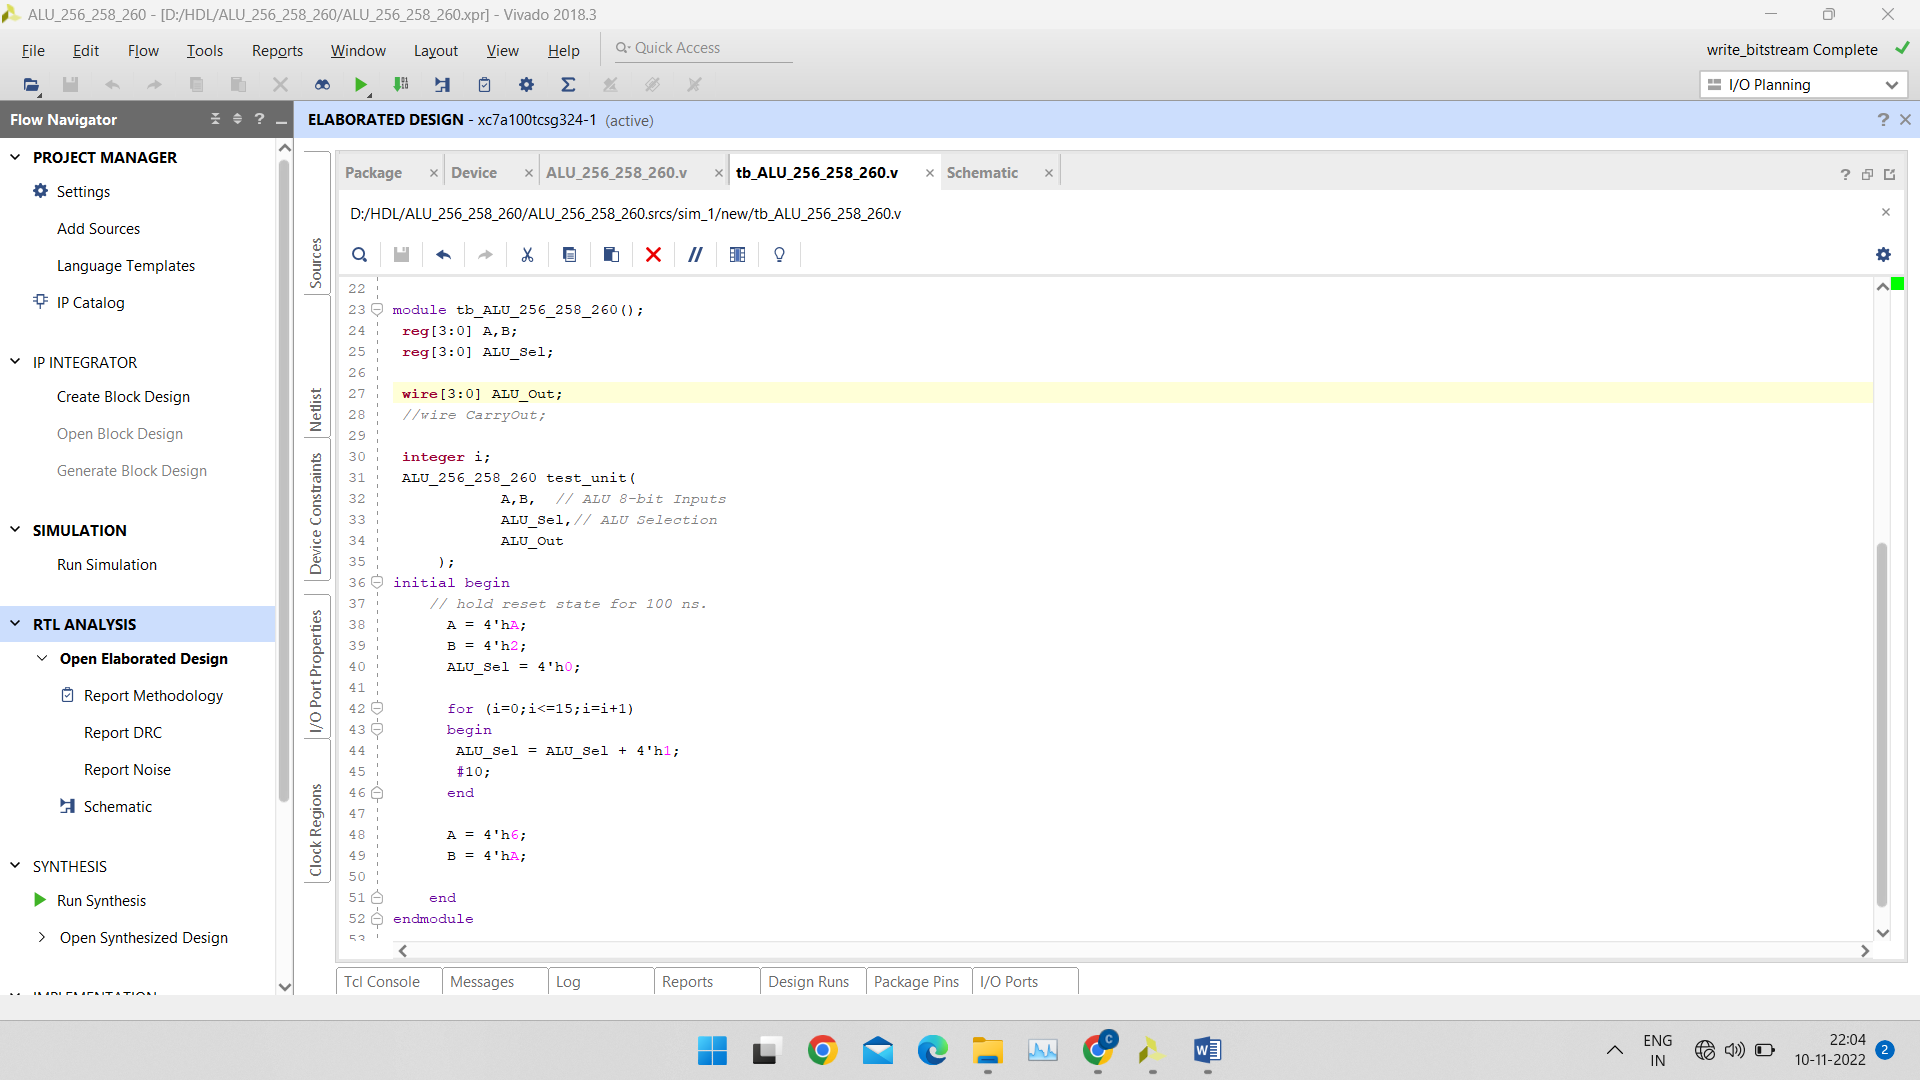 ALU_256_258_260 - [D:/HDL/ALU_256_258_260/ALU_256_258_260.xpr] - Vivado 2018.3
File Edit Flow Tools Reports Window Layout View Help Quick Access
write_bitstream Complete
I/O Planning
Flow Navigator
ELABORATED DESIGN - xc7a100tcsg324-1 (active)
PROJECT MANAGER
Settings
Add Sources
Language Templates
IP Catalog
IP INTEGRATOR
Create Block Design
Open Block Design
Generate Block Design
SIMULATION
Run Simulation
RTL ANALYSIS
Open Elaborated Design
Report Methodology
Report DRC
Report Noise
Schematic
SYNTHESIS
Run Synthesis
Open Synthesized Design
IMPLEMENTATION
Sources
Netlist
Device Constraints
I/O Port Properties
Clock Regions
Package Device ALU_256_258_260.v tb_ALU_256_258_260.v Schematic
D:/HDL/ALU_256_258_260/ALU_256_258_260.srcs/sim_1/new/tb_ALU_256_258_260.v
22
23 module tb_ALU_256_258_260();
24 reg[3:0] A,B;
25 reg[3:0] ALU_Sel;
26
27 wire[3:0] ALU_Out;
28 //wire CarryOut;
29
30 integer i;
31 ALU_256_258_260 test_unit(
32 A,B, // ALU 8-bit Inputs
33 ALU_Sel,// ALU Selection
34 ALU_Out
35 );
36 initial begin
37 // hold reset state for 100 ns.
38 A = 4'hA;
39 B = 4'h2;
40 ALU_Sel = 4'h0;
41
42 for (i=0;i<=15;i=i+1)
43 begin
44 ALU_Sel = ALU_Sel + 4'h1;
45 #10;
46 end
47
48 A = 4'h6;
49 B = 4'hA;
50
51 end
52 endmodule
53
Tcl Console Messages Log Reports Design Runs Package Pins I/O Ports
C
W
ENG
IN
22:04
10-11-2022
2